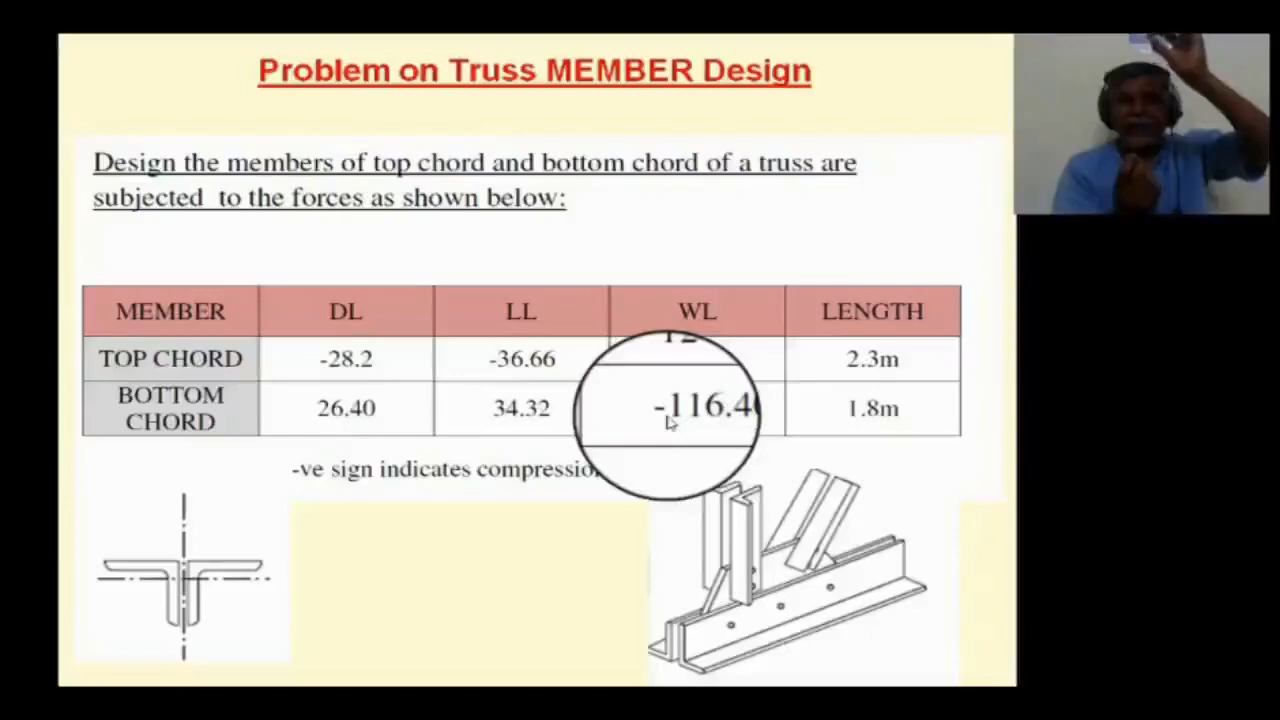 Problem on Truss MEMBER Design
Design the members of top chord and bottom chord of a truss are
subjected to the forces as shown below:
MEMBER DL LL WL LENGTH
TOP CHORD -28.2 -36.66 2.3m
BOTTOM
CHORD 26.40 34.32 -116.4 1.8m
-ve sign indicates